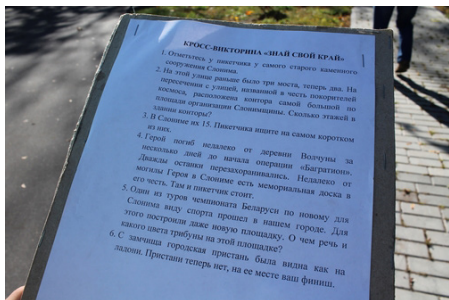 КРОСС-ВИКТОРИНА «ЗНАЙ СВОЙ КРАЙ»
1. Отметьтесь у пикетчика у самого старого каменного
сооружения Слонима.
2. На этой улице раньше было три моста, теперь два. На
пересечении с улицей, названной в честь покорителей
космоса, расположена контора самой большой по
площади организации Слонимщины. Сколько этажей в
здании конторы?
3. В Слониме их 15. Пикетчика ищите на самом коротком
из них.
4. Герой погиб недалеко от деревни Волчуны за
несколько дней до начала операции «Багратион».
Дважды останки перезахоранивались. Недалеко от
могилы Героя в Слониме есть мемориальная доска в
его честь. Там и пикетчик стоит.
5. Один из туров чемпионата Беларуси по новому для
Слонима виду спорта прошел в нашем городе. Для
этого построили даже новую площадку. О чем речь и
какого цвета трибуны на этой площадке?
6. С замчища городская пристань была видна как на
ладони. Пристани теперь нет, на ее месте ваш финиш.